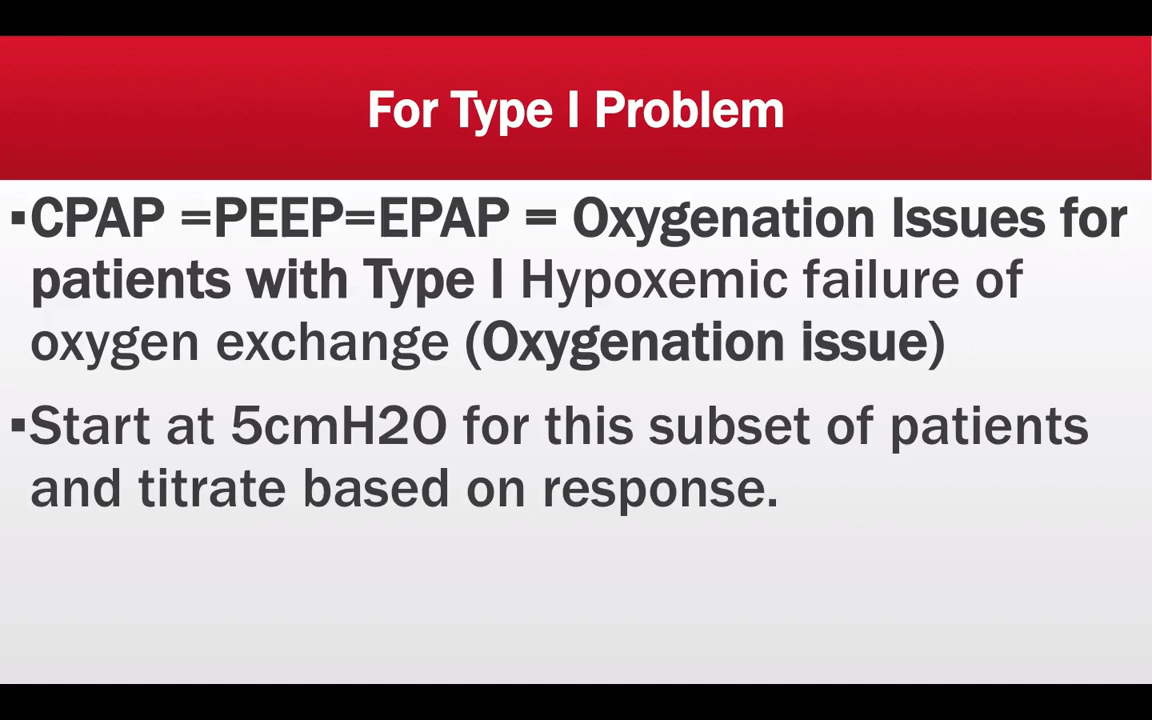 For Type I Problem
▪CPAP =PEEP=EPAP = Oxygenation Issues for
patients with Type I Hypoxemic failure of
oxygen exchange (Oxygenation issue)
▪Start at 5cmH2O for this subset of patients
and titrate based on response.